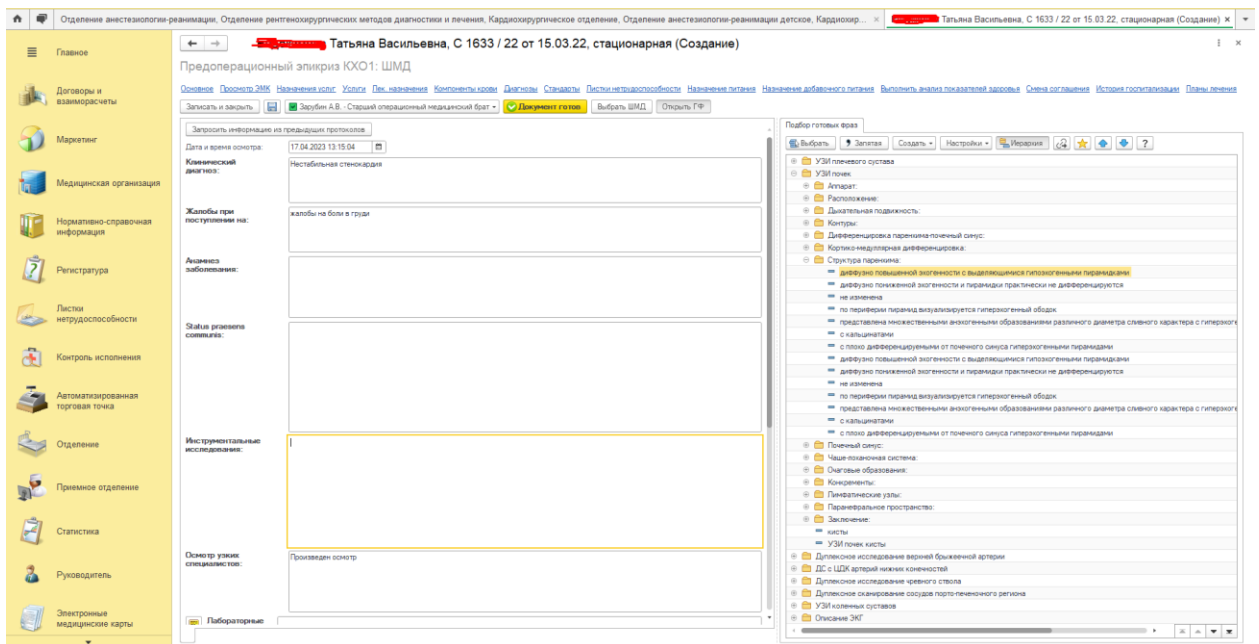 Отделение анестезиологии-реанимации, Отделение рентгенохирургических методов диагностики и лечения, Кардиохирургическое отделение, Отделение анестезиологии-реанимации детское, Кардиохир...
Татьяна Васильевна, С 1633 / 22 от 15.03.22, стационарная (Создание)
Главное
Договоры и
взаиморасчеты
Маркетинг
Медицинская организация
Нормативно-справочная
информация
Регистратура
Листки
нетрудоспособности
Контроль исполнения
Автоматизированная
торговая точка
Отделение
Приемное отделение
Статистика
Руководитель
Электронные
медицинские карты
Татьяна Васильевна, С 1633 / 22 от 15.03.22, стационарная (Создание)
Предоперационный эпикриз КХО1: ШМД
Основное Просмотр ЭМК Назначения услуг Услуги Лек. назначения Компоненты крови Диагнозы Стандарты Листки нетрудоспособности Назначение питания Назначение добавочного питания Выполнить анализ показателей здоровья Смена соглашения История госпитализации Планы лечения
Записать и закрыть Зарубин А.В. - Старший операционный медицинский брат Документ готов Выбрать ШМД Открыть ГФ
Запросить информацию из предыдущих протоколов
Дата и время осмотра: 17.04.2023 13:15:04
Клинический
диагноз:
Нестабильная стенокардия
Жалобы при
поступлении на:
жалобы на боли в груди
Анамнез
заболевания:
Status praesens
communis:
Инструментальные
исследования:
Осмотр узких
специалистов:
Произведен осмотр
Лабораторные
Подбор готовых фраз
Выбрать Запятая Создать Настройки Иерархия ?
УЗИ плечевого сустава
УЗИ почек
Аппарат:
Расположение:
Дыхательная подвижность:
Контуры:
Дифференцировка паренхима-почечный синус:
Кортико-медуллярная дифференцировка:
Структура паренхима:
диффузно повышенной эхогенности с выделяющимися гипоэхогенными пирамидками
диффузно пониженной эхогенности и пирамидки практически не дифференцируются
не изменена
по периферии пирамид визуализируется гиперэхогенный ободок
представлена множественными анэхогенными образованиями различного диаметра сливного характера с гиперэхоге
с кальцинатами
с плохо дифференцируемыми от почечного синуса гиперэхогенными пирамидами
диффузно повышенной эхогенности с выделяющимися гипоэхогенными пирамидками
диффузно пониженной эхогенности и пирамидки практически не дифференцируются
не изменена
по периферии пирамид визуализируется гиперэхогенный ободок
представлена множественными анэхогенными образованиями различного диаметра сливного характера с гиперэхоге
с кальцинатами
с плохо дифференцируемыми от почечного синуса гиперэхогенными пирамидами
Почечный синус:
Чаше-лоханочная система:
Очаговые образования:
Конкременты:
Лимфатические узлы:
Паранефральное пространство:
Заключение:
кисты
УЗИ почек кисты
Дуплексное исследование верхней брыжеечной артерии
ДС с ЦДК артерий нижних конечностей
Дуплексное исследование чревного ствола
Дуплексное сканирование сосудов порто-печеночного региона
УЗИ коленных суставов
Описание ЭКГ